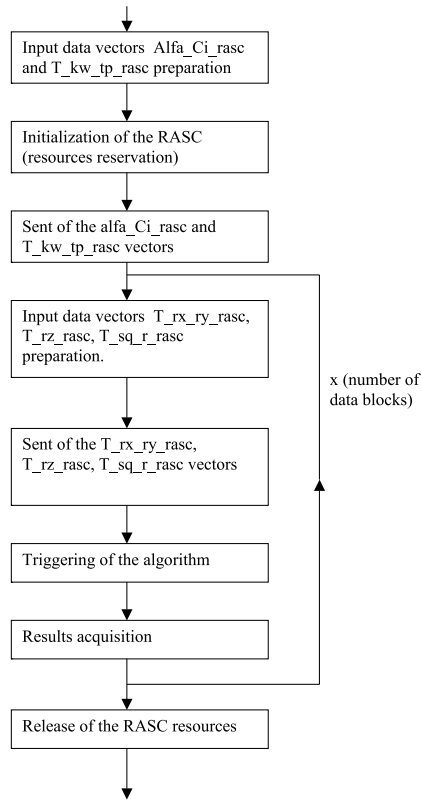 Input data vectors Alfa_Ci_rasc
and T_kw_tp_rasc preparation
Initialization of the RASC
(resources reservation)
Sent of the alfa_Ci_rasc and
T_kw_tp_rasc vectors
Input data vectors T_rx_ry_rasc,
T_rz_rasc, T_sq_r_rasc
preparation.
x (number of
data blocks)
Sent of the T_rx_ry_rasc,
T_rz_rasc, T_sq_r_rasc vectors
Triggering of the algorithm
Results acquisition
Release of the RASC resources